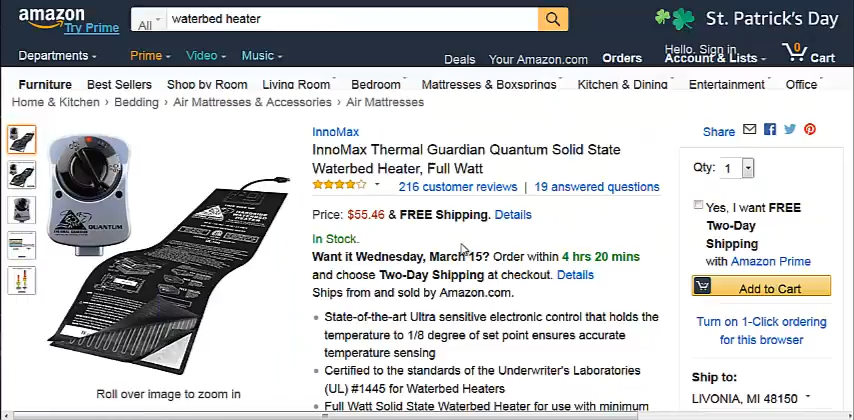 amazon
Try Prime
All
waterbed heater
St. Patrick's Day
Departments
Prime
Video
Music
Deals
Your Amazon.com
Orders
Hello. Sign in
Account & Lists
0
Cart
Furniture
Best Sellers
Shop by Room
Living Room
Bedroom
Mattresses & Boxsprings
Kitchen & Dining
Entertainment
Office
Home & Kitchen › Bedding › Air Mattresses & Accessories › Air Mattresses
InnoMax
InnoMax Thermal Guardian Quantum Solid State
Waterbed Heater, Full Watt
216 customer reviews | 19 answered questions
Price: $55.46 & FREE Shipping. Details
In Stock.
Want it Wednesday, March 15? Order within 4 hrs 20 mins
and choose Two-Day Shipping at checkout. Details
Ships from and sold by Amazon.com.
State-of-the-art Ultra sensitive electronic control that holds the
temperature to 1/8 degree of set point ensures accurate
temperature sensing
Certified to the standards of the Underwriter's Laboratories
(UL) #1445 for Waterbed Heaters
Full Watt Solid State Waterbed Heater for use with minimum
QUANTUM
Roll over image to zoom in
Share
Qty: 1
Yes, I want FREE
Two-Day
Shipping
with Amazon Prime
Add to Cart
Turn on 1-Click ordering
for this browser
Ship to:
LIVONIA, MI 48150